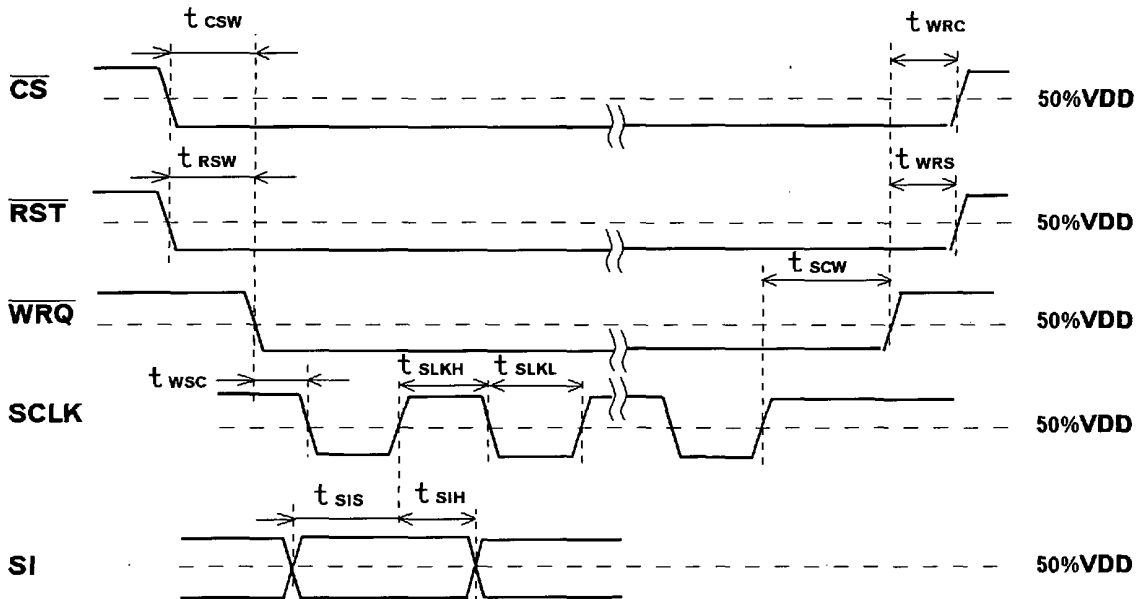 t CSW
t WRC
CS
50%VDD
t RSW
t WRS
RST
50%VDD
t SCW
WRQ
50%VDD
t WSC
t SLKH
t SLKL
SCLK
50%VDD
t SIS
t SIH
SI
50%VDD